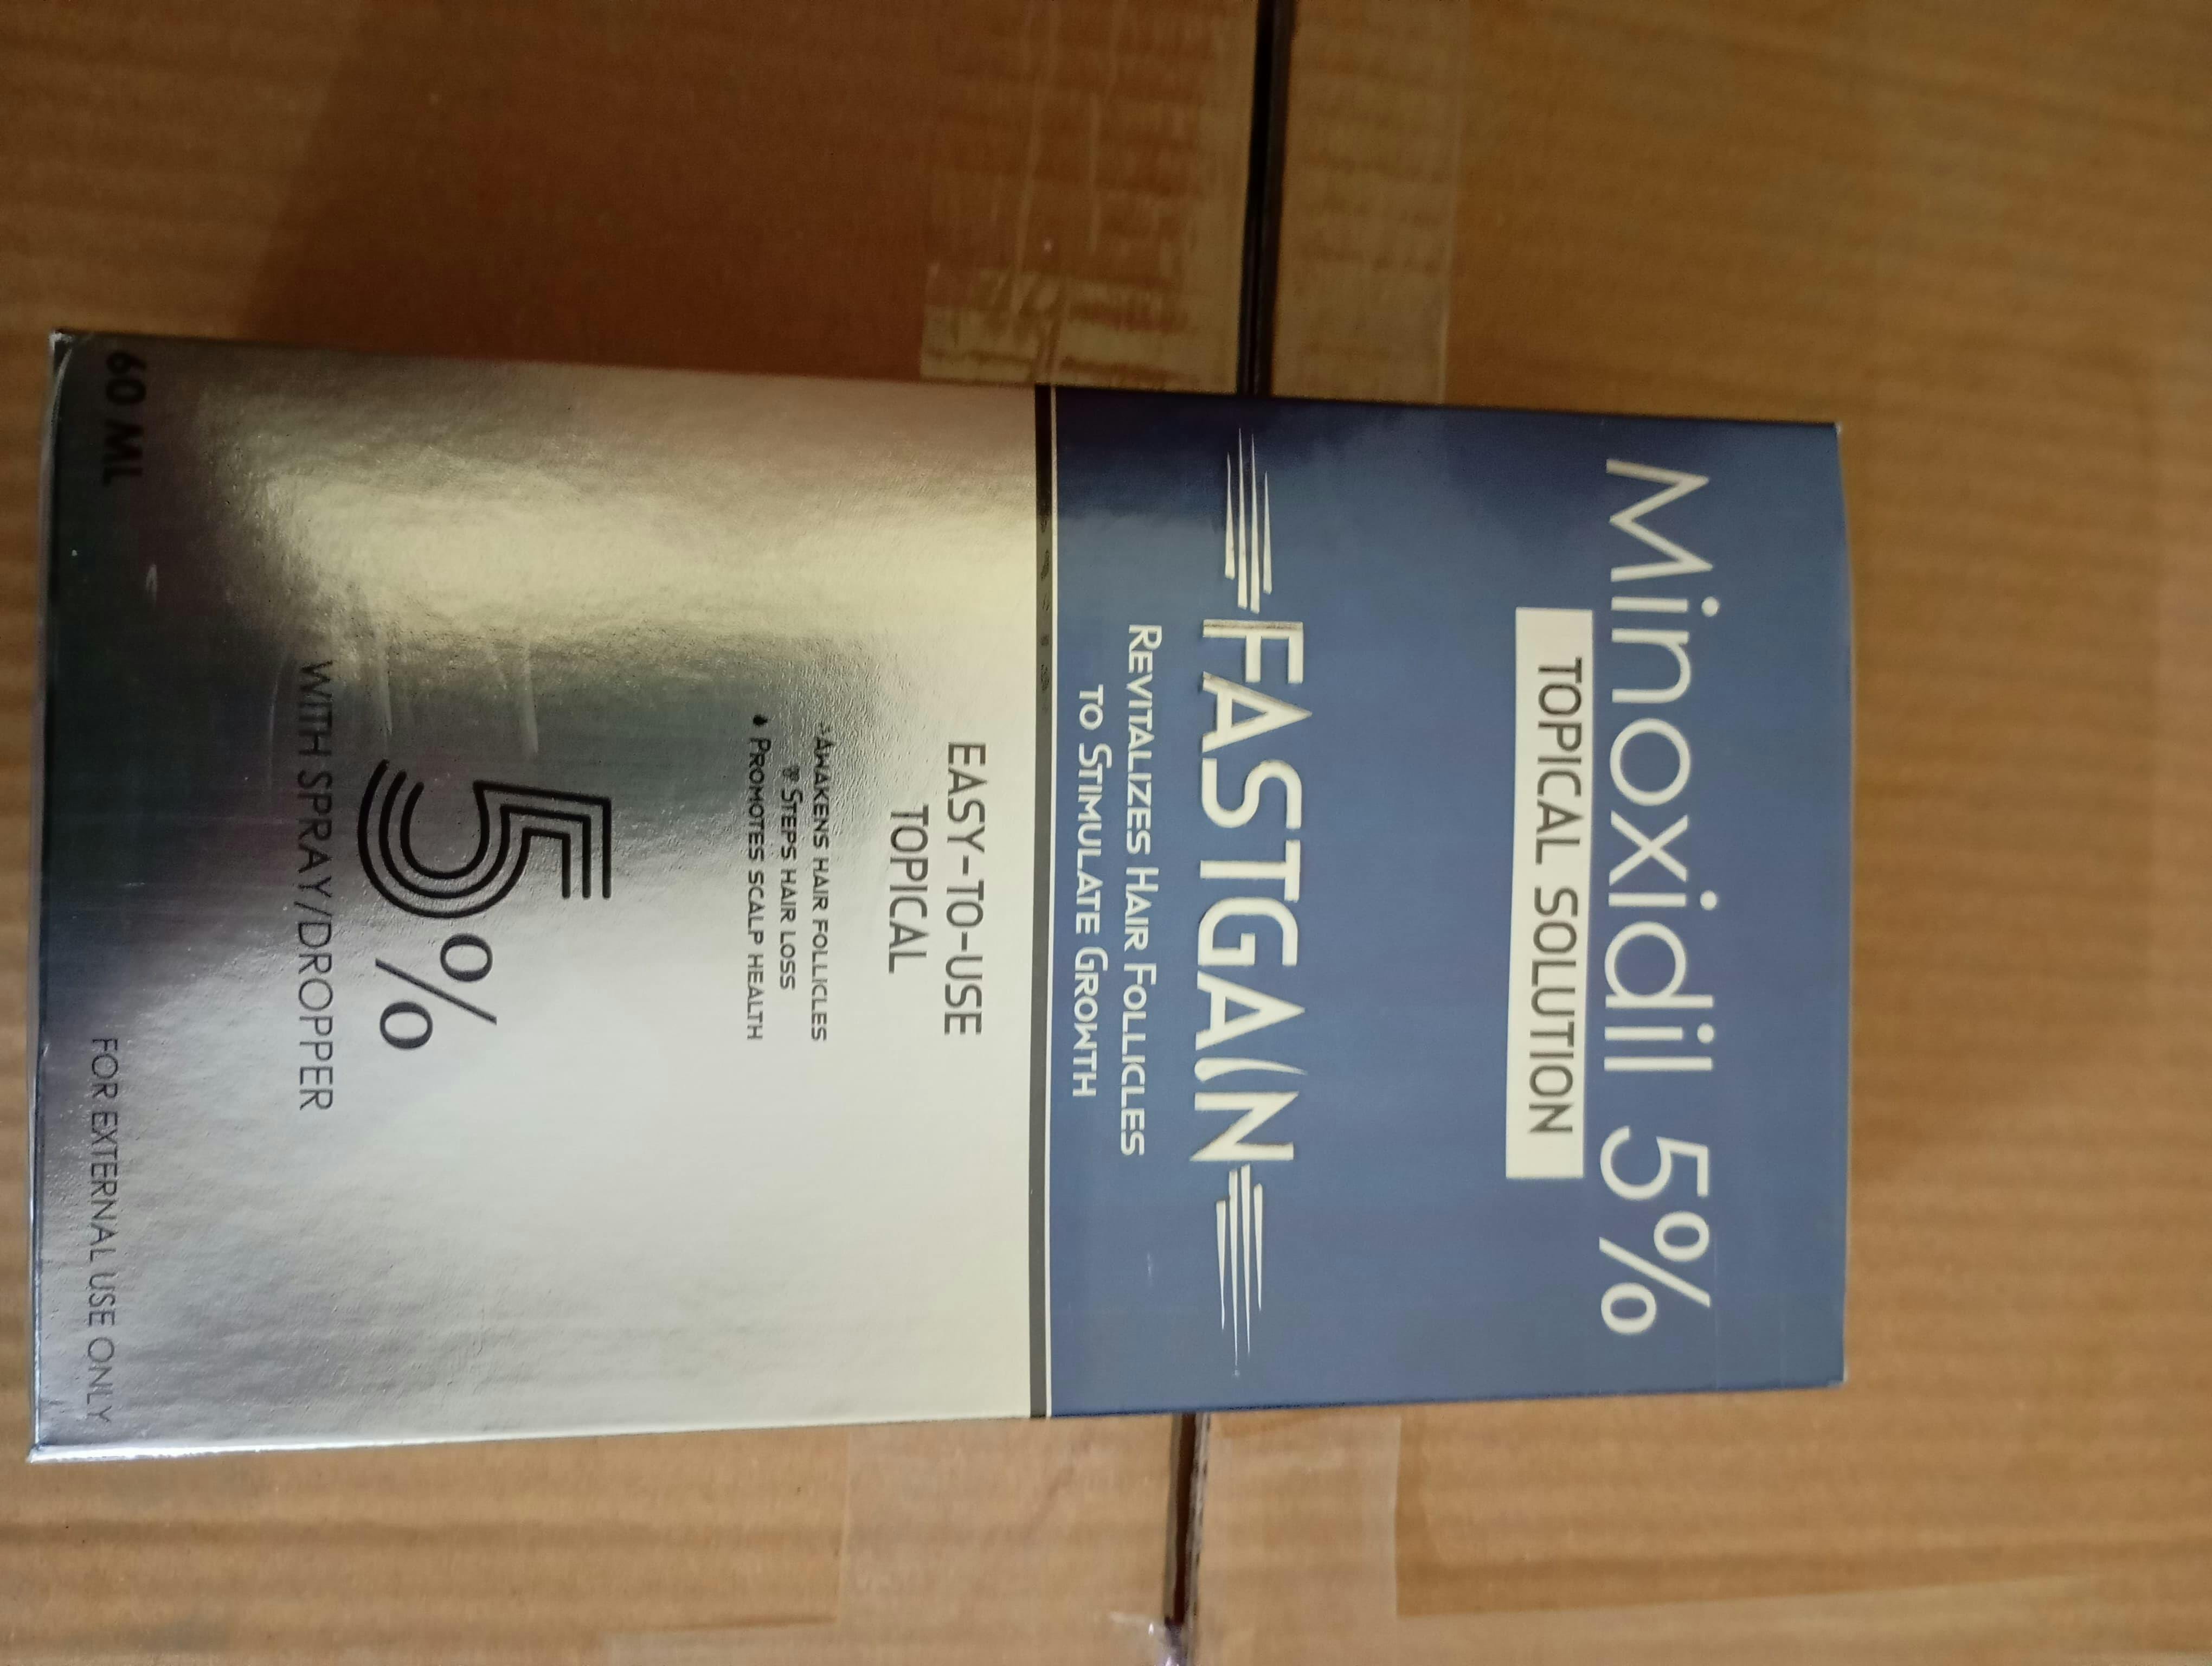 Minoxidil 5%
TOPICAL SOLUTION
FASTGAIN
REVITALIZES HAIR FOLLICLES
TO STIMULATE GROWTH
EASY-TO-USE
TOPICAL
AWAKENS HAIR FOLLICLES
STEPS HAIR LOSS
PROMOTES SCALP HEALTH
5%
WITH SPRAY/DROPPER
60 ML
FOR EXTERNAL USE ONLY